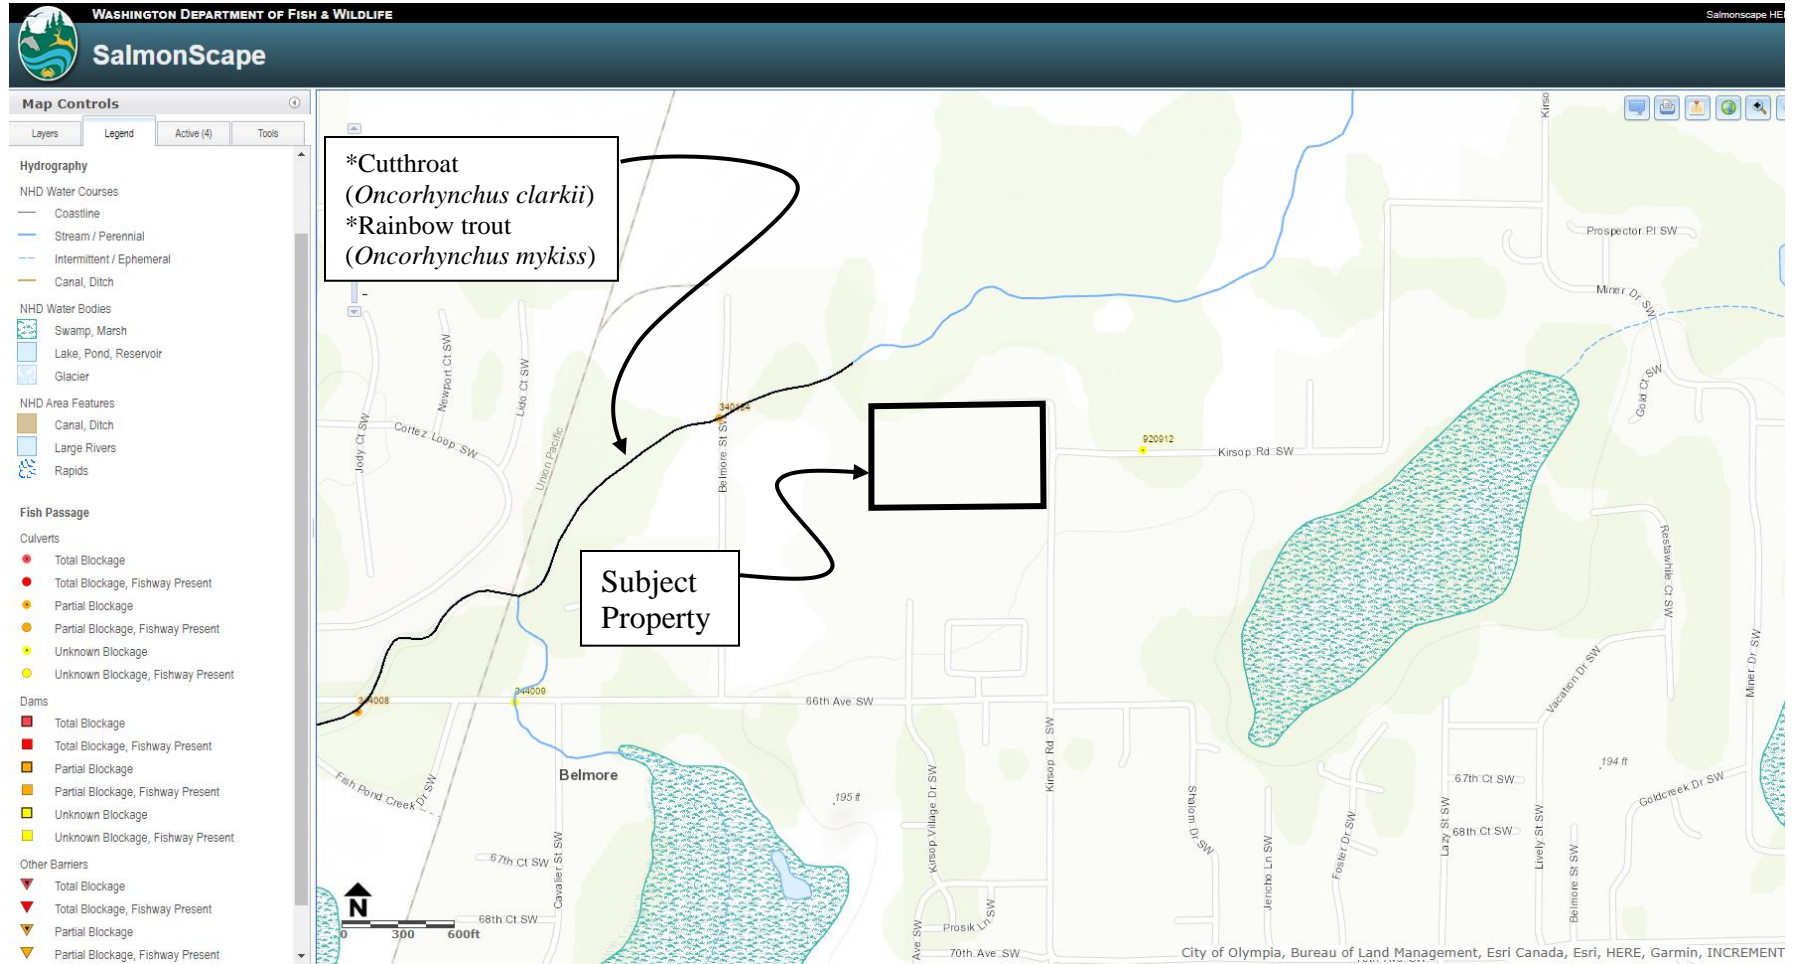 WASHINGTON DEPARTMENT OF FISH & WILDLIFE
Salmonscape HE
SalmonScape
Map Controls
Layers
Legend
Active (4)
Tools
Hydrography
NHD Water Courses
Coastline
Stream / Perennial
Intermittent / Ephemeral
Canal, Ditch
NHD Water Bodies
Swamp, Marsh
Lake, Pond, Reservoir
Glacier
NHD Area Features
Canal, Ditch
Large Rivers
Rapids
Fish Passage
Culverts
Total Blockage
Total Blockage, Fishway Present
Partial Blockage
Partial Blockage, Fishway Present
Unknown Blockage
Unknown Blockage, Fishway Present
Dams
Total Blockage
Total Blockage, Fishway Present
Partial Blockage
Partial Blockage, Fishway Present
Unknown Blockage
Unknown Blockage, Fishway Present
Other Barriers
Total Blockage
Total Blockage, Fishway Present
Partial Blockage
Partial Blockage, Fishway Present
*Cutthroat
(Oncorhynchus clarkii)
*Rainbow trout
(Oncorhynchus mykiss)
Kirso
Prospector Pl SW
Miner Dr SW
Gold Ct SW
Newport Ct SW
Lido Ct SW
Jody Ct SW
Cortez Loop SW
Union Pacific
Belmore St SW
920912
Kirsop Rd SW
Subject
Property
Restawhile Ct SW
Miner Dr SW
Vacation Dr SW
244009
66th Ave SW
Kirsop Rd SW
Fish Pond Creek Dr SW
Belmore
195 ft
194 ft
67th Ct SW
Goldcreek Dr SW
Kirsop Village Dr SW
Shalom Dr SW
Foster Dr SW
Lazy St SW
68th Ct SW
Lively St SW
Jericho Ln SW
Belmore St SW
67th Ct SW
Cavalier St SW
68th Ct SW
N
0 300 600ft
Prosik Ln SW
Ave SW
70th Ave SW
City of Olympia, Bureau of Land Management, Esri Canada, Esri, HERE, Garmin, INCREMENT